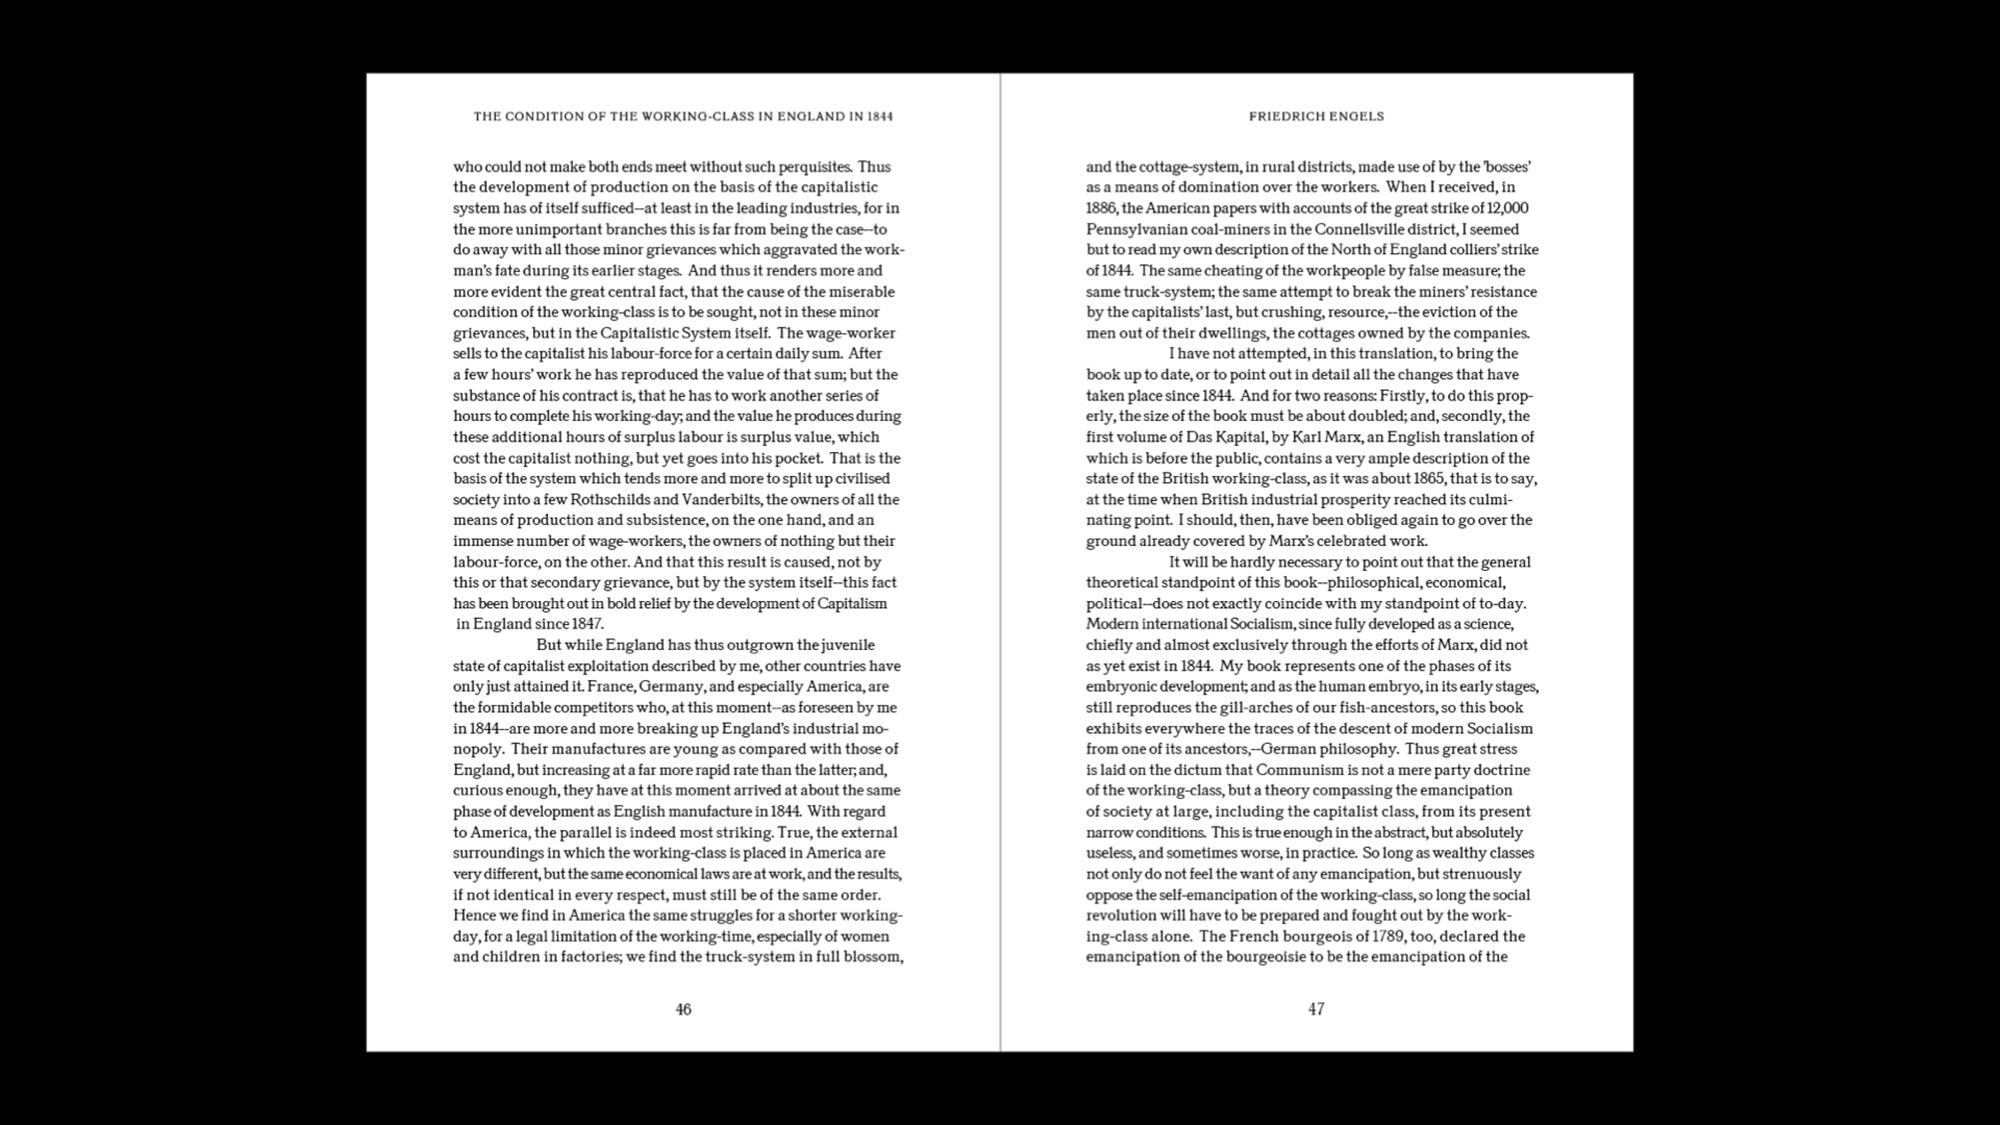 THE CONDITION OF THE WORKING-CLASS IN ENGLAND IN 1844
who could not make both ends meet without such perquisites. Thus
the development of production on the basis of the capitalistic
system has of itself sufficed--at least in the leading industries, for in
the more unimportant branches this is far from being the case--to
do away with all those minor grievances which aggravated the work-
man's fate during its earlier stages. And thus it renders more and
more evident the great central fact, that the cause of the miserable
condition of the working-class is to be sought, not in these minor
grievances, but in the Capitalistic System itself. The wage-worker
sells to the capitalist his labour-force for a certain daily sum. After
a few hours' work he has reproduced the value of that sum; but the
substance of his contract is, that he has to work another series of
hours to complete his working-day; and the value he produces during
these additional hours of surplus labour is surplus value, which
cost the capitalist nothing, but yet goes into his pocket. That is the
basis of the system which tends more and more to split up civilised
society into a few Rothschilds and Vanderbilts, the owners of all the
means of production and subsistence, on the one hand, and an
immense number of wage-workers, the owners of nothing but their
labour-force, on the other. And that this result is caused, not by
this or that secondary grievance, but by the system itself--this fact
has been brought out in bold relief by the development of Capitalism
in England since 1847.
But while England has thus outgrown the juvenile
state of capitalist exploitation described by me, other countries have
only just attained it. France, Germany, and especially America, are
the formidable competitors who, at this moment--as foreseen by me
in 1844--are more and more breaking up England's industrial mo-
nopoly. Their manufactures are young as compared with those of
England, but increasing at a far more rapid rate than the latter; and,
curious enough, they have at this moment arrived at about the same
phase of development as English manufacture in 1844. With regard
to America, the parallel is indeed most striking. True, the external
surroundings in which the working-class is placed in America are
very different, but the same economical laws are at work, and the results,
if not identical in every respect, must still be of the same order.
Hence we find in America the same struggles for a shorter working-
day, for a legal limitation of the working-time, especially of women
and children in factories; we find the truck-system in full blossom,
46
FRIEDRICH ENGELS
and the cottage-system, in rural districts, made use of by the 'bosses'
as a means of domination over the workers. When I received, in
1886, the American papers with accounts of the great strike of 12,000
Pennsylvanian coal-miners in the Connellsville district, I seemed
but to read my own description of the North of England colliers' strike
of 1844. The same cheating of the workpeople by false measure; the
same truck-system; the same attempt to break the miners' resistance
by the capitalists' last, but crushing, resource,--the eviction of the
men out of their dwellings, the cottages owned by the companies.
I have not attempted, in this translation, to bring the
book up to date, or to point out in detail all the changes that have
taken place since 1844. And for two reasons: Firstly, to do this prop-
erly, the size of the book must be about doubled; and, secondly, the
first volume of Das Kapital, by Karl Marx, an English translation of
which is before the public, contains a very ample description of the
state of the British working-class, as it was about 1865, that is to say,
at the time when British industrial prosperity reached its culmi-
nating point. I should, then, have been obliged again to go over the
ground already covered by Marx's celebrated work.
It will be hardly necessary to point out that the general
theoretical standpoint of this book--philosophical, economical,
political--does not exactly coincide with my standpoint of to-day.
Modern international Socialism, since fully developed as a science,
chiefly and almost exclusively through the efforts of Marx, did not
as yet exist in 1844. My book represents one of the phases of its
embryonic development; and as the human embryo, in its early stages,
still reproduces the gill-arches of our fish-ancestors, so this book
exhibits everywhere the traces of the descent of modern Socialism
from one of its ancestors,--German philosophy. Thus great stress
is laid on the dictum that Communism is not a mere party doctrine
of the working-class, but a theory compassing the emancipation
of society at large, including the capitalist class, from its present
narrow conditions. This is true enough in the abstract, but absolutely
useless, and sometimes worse, in practice. So long as wealthy classes
not only do not feel the want of any emancipation, but strenuously
oppose the self-emancipation of the working-class, so long the social
revolution will have to be prepared and fought out by the work-
ing-class alone. The French bourgeois of 1789, too, declared the
emancipation of the bourgeoisie to be the emancipation of the
47